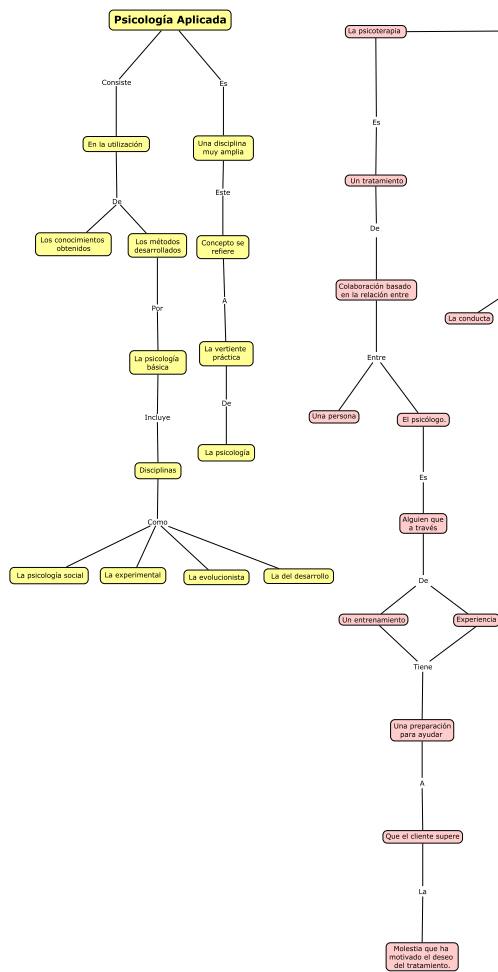 Psicología Aplicada
Consiste
Es
En la utilización
Una disciplina
muy amplia
De
Este
Los conocimientos
obtenidos
Los métodos
desarrollados
Concepto se
refiere
Por
A
La psicología
básica
La vertiente
práctica
Incluye
De
Disciplinas
La psicología
Como
La psicología social
La experimental
La evolucionista
La del desarrollo
La psicoterapia
Es
Un tratamiento
De
Colaboración basado
en la relación entre
La conducta
Entre
Una persona
El psicólogo.
Es
Alguien que
a través
De
Un entrenamiento
Experiencia
Tiene
Una preparación
para ayudar
A
Que el cliente supere
La
Molestia que ha
motivado el deseo
del tratamiento.